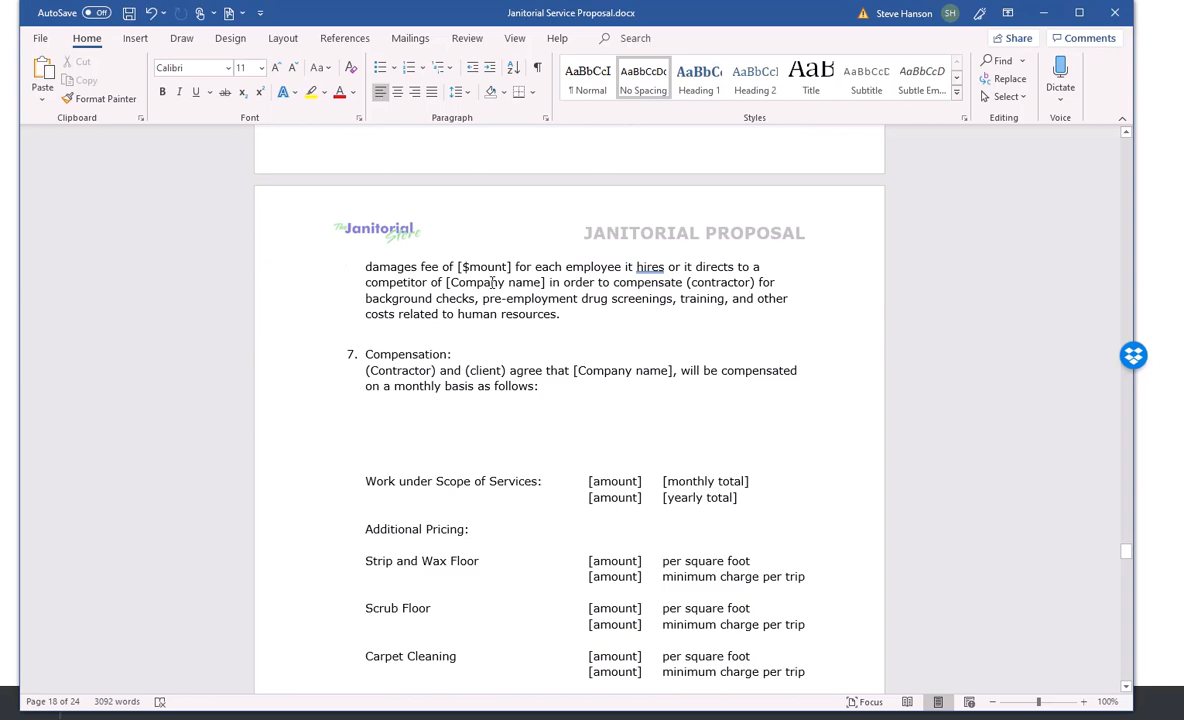 AutoSave Off Janitorial Service Proposal.docx Steve Hanson SH
File Home Insert Draw Design Layout References Mailings Review View Help Search Share Comments
Paste Cut Copy Format Painter
Calibri 11
AaBbCcI AaBbCcDc AaBbC AaBbCcI AaB AaBbCcD AaBbCcD
¶ Normal No Spacing Heading 1 Heading 2 Title Subtitle Subtle Em...
Find Replace Select Dictate
Clipboard Font Paragraph Styles Editing Voice
The Janitorial Store JANITORIAL PROPOSAL
damages fee of [$mount] for each employee it hires or it directs to a
competitor of [Company name] in order to compensate (contractor) for
background checks, pre-employment drug screenings, training, and other
costs related to human resources.
7. Compensation:
(Contractor) and (client) agree that [Company name], will be compensated
on a monthly basis as follows:
Work under Scope of Services: [amount] [monthly total]
[amount] [yearly total]
Additional Pricing:
Strip and Wax Floor [amount] per square foot
[amount] minimum charge per trip
Scrub Floor [amount] per square foot
[amount] minimum charge per trip
Carpet Cleaning [amount] per square foot
[amount] minimum charge per trip
Page 18 of 24 3092 words Focus 100%